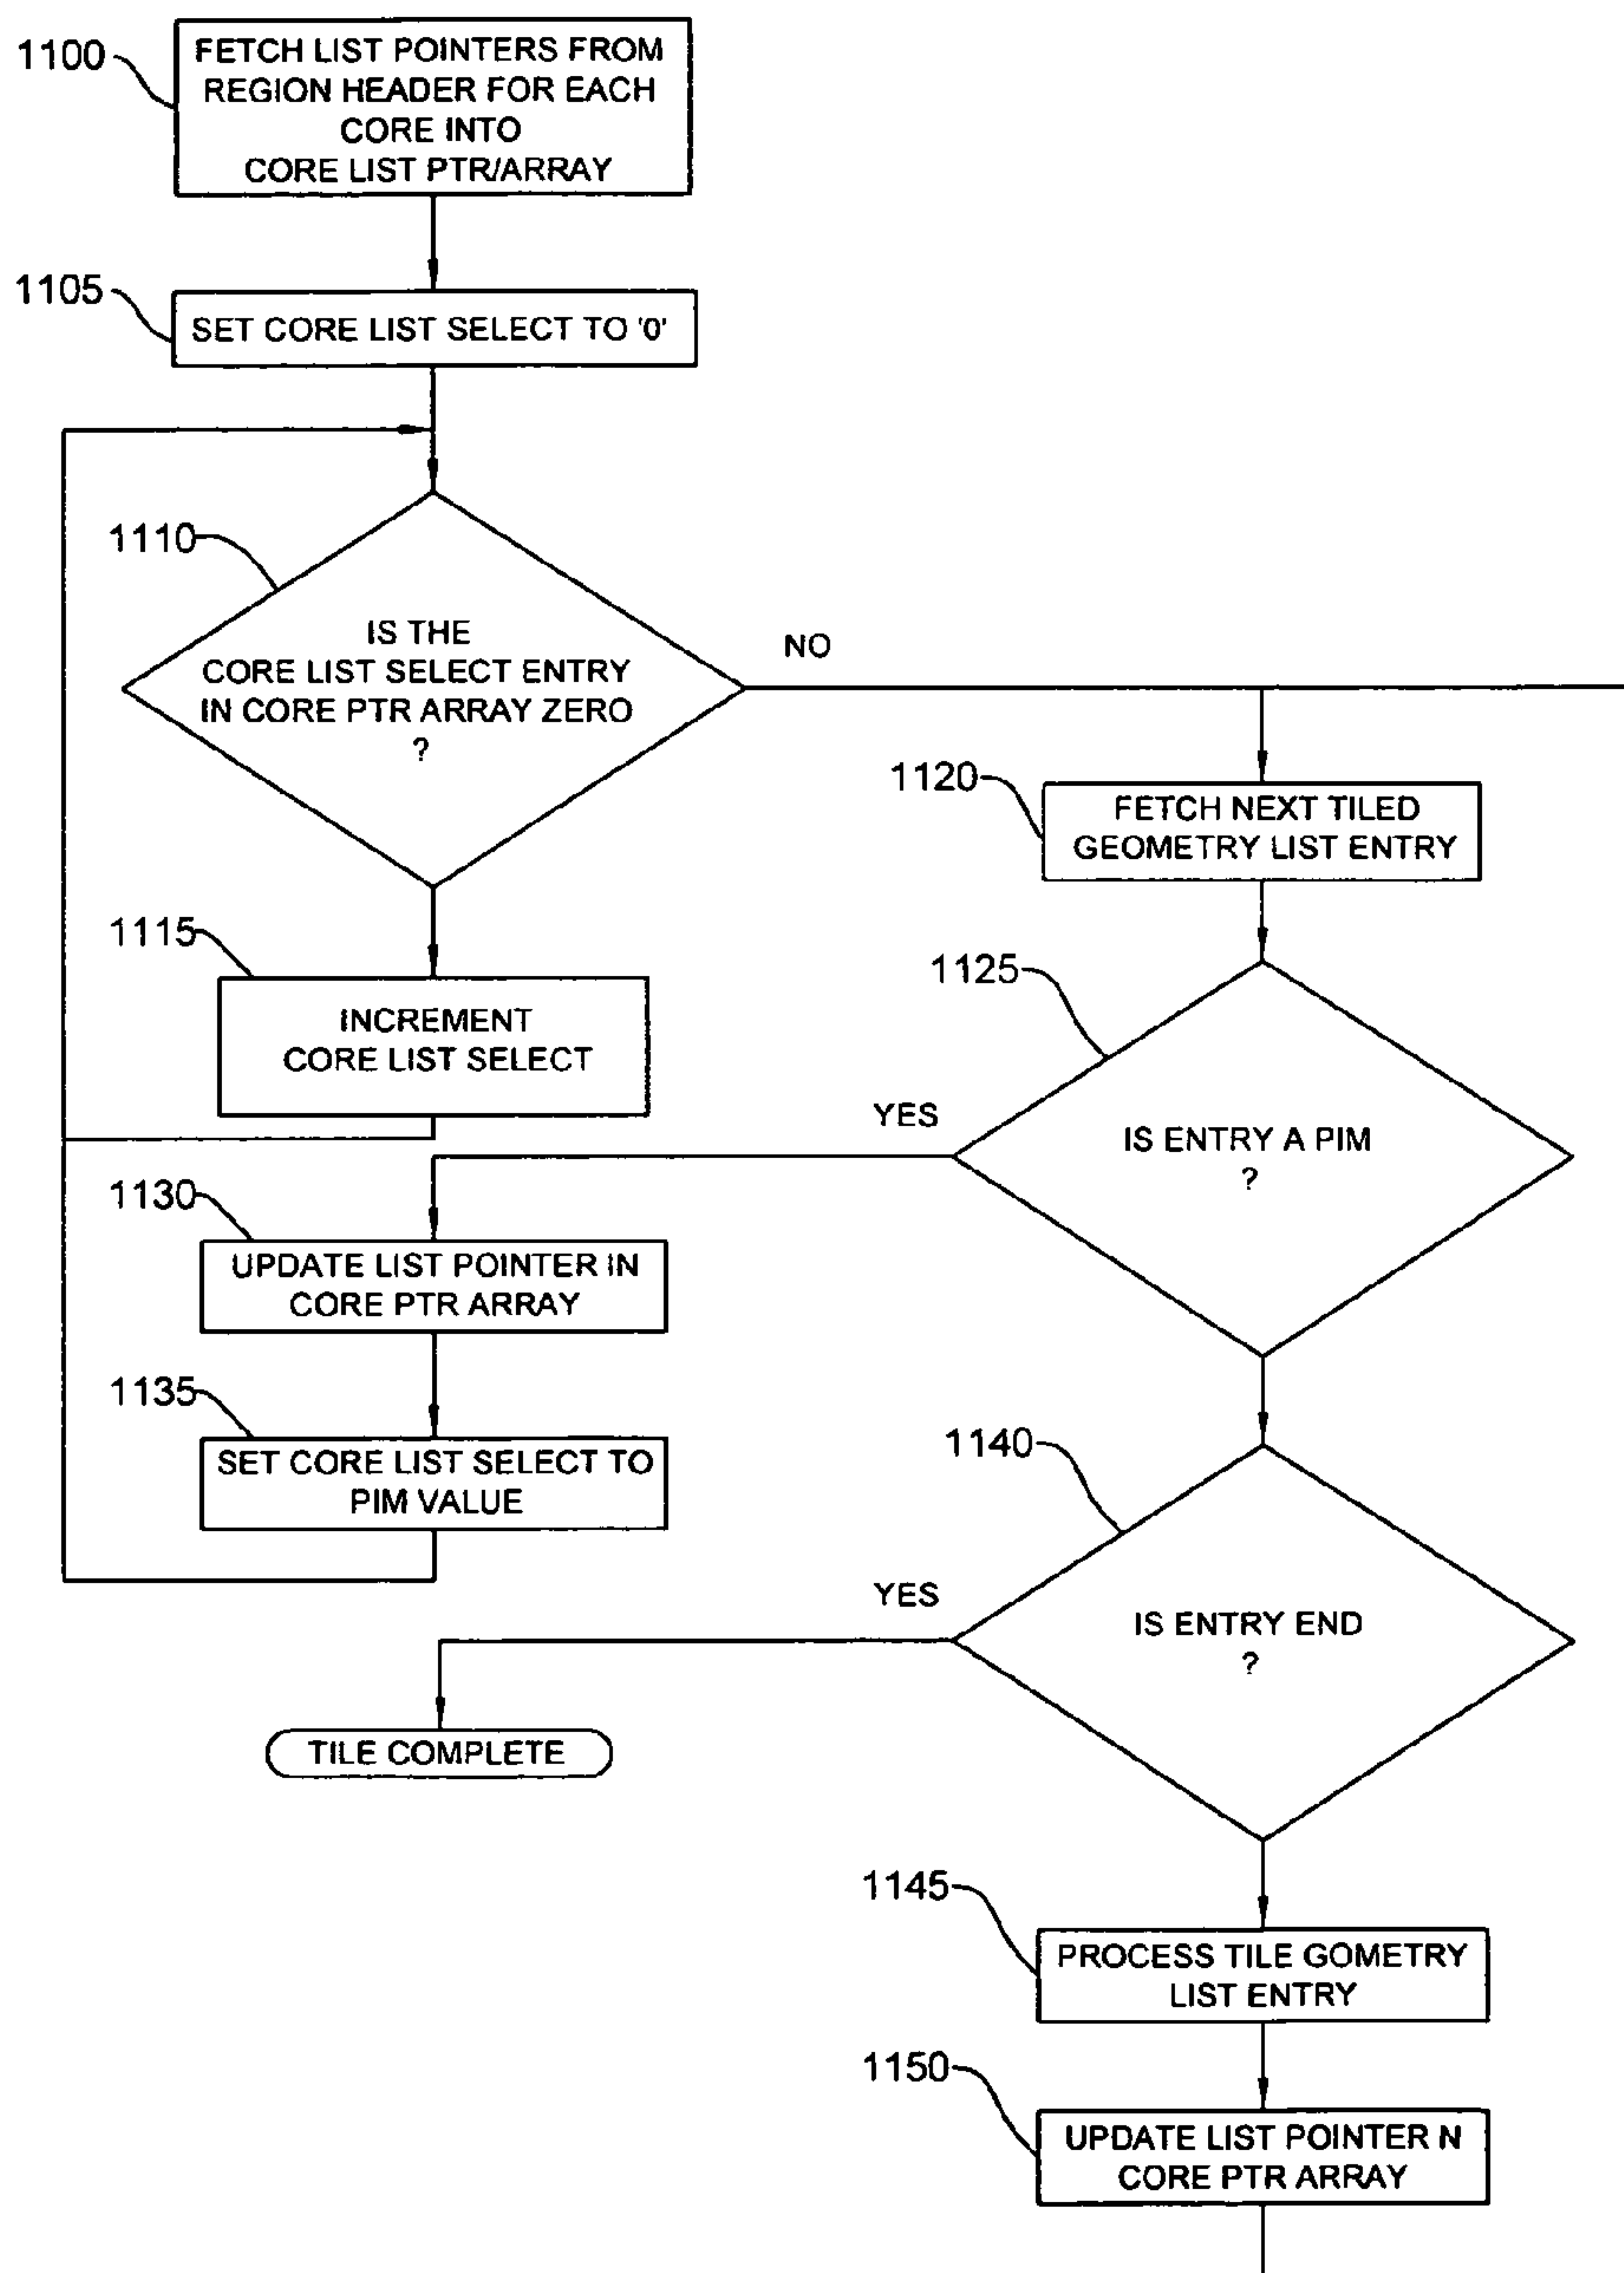 1100
FETCH LIST POINTERS FROM
REGION HEADER FOR EACH
CORE INTO
CORE LIST PTR/ARRAY
1105
SET CORE LIST SELECT TO '0'
1110
IS THE
CORE LIST SELECT ENTRY
IN CORE PTR ARRAY ZERO
?
NO
1115
INCREMENT
CORE LIST SELECT
1120
FETCH NEXT TILED
GEOMETRY LIST ENTRY
1125
IS ENTRY A PIM
?
YES
1130
UPDATE LIST POINTER IN
CORE PTR ARRAY
1135
SET CORE LIST SELECT TO
PIM VALUE
1140
IS ENTRY END
?
YES
TILE COMPLETE
1145
PROCESS TILE GOMETRY
LIST ENTRY
1150
UPDATE LIST POINTER N
CORE PTR ARRAY